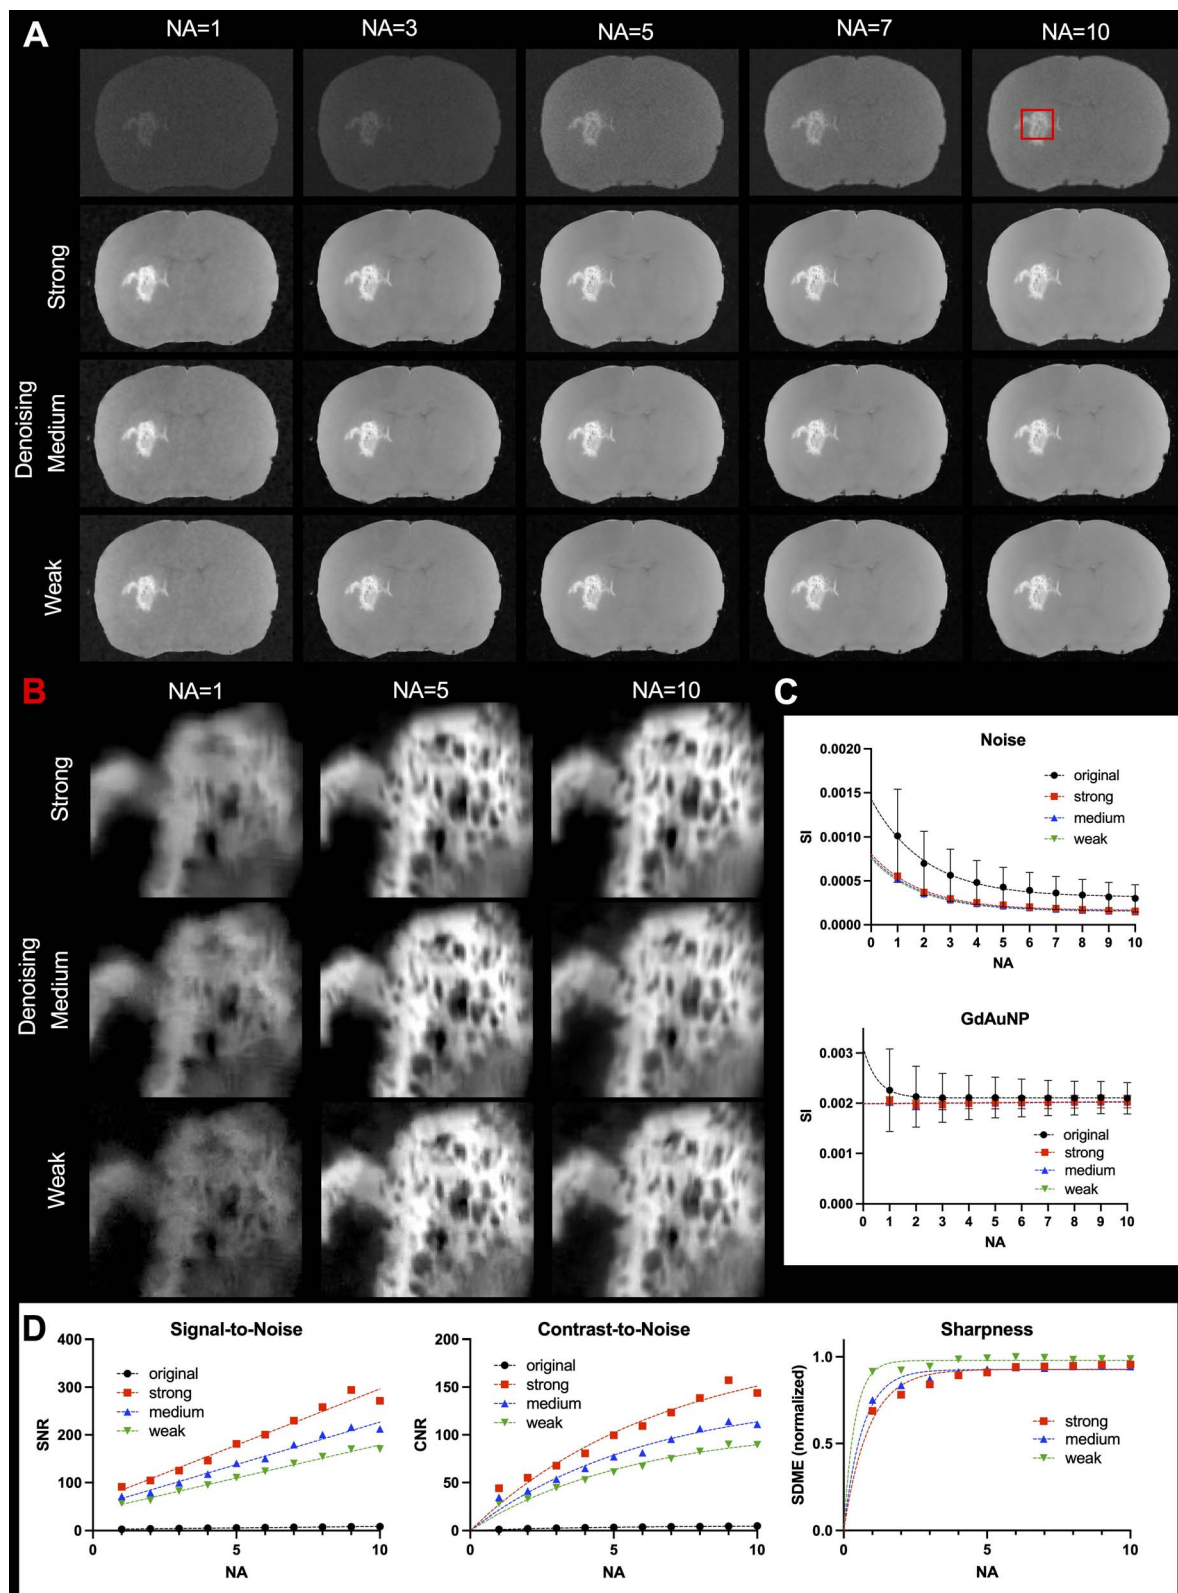 A
NA=1 NA=3 NA=5 NA=7 NA=10
Denoising
Strong
Medium
Weak
B
NA=1 NA=5 NA=10
Denoising
Strong
Medium
Weak
C
Noise
0.0020
0.0015
0.0010
0.0005
0.0000
SI
original
strong
medium
weak
0 1 2 3 4 5 6 7 8 9 10
NA
GdAuNP
0.003
0.002
0.001
0.000
SI
original
strong
medium
weak
0 1 2 3 4 5 6 7 8 9 10
NA
D
Signal-to-Noise
400
300
200
100
0
SNR
original
strong
medium
weak
0 5 10
NA
Contrast-to-Noise
200
150
100
50
0
CNR
original
strong
medium
weak
0 5 10
NA
Sharpness
1.0
0.5
0.0
SDME (normalized)
strong
medium
weak
0 2 4 6 8 10
NA